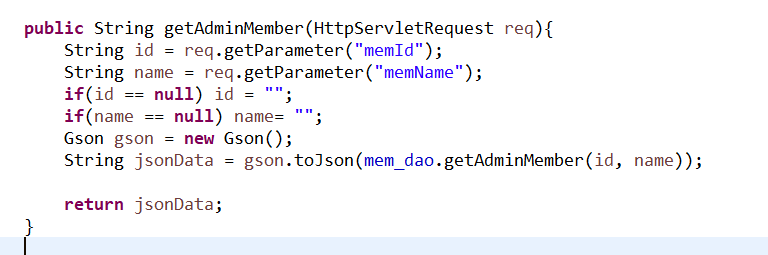 public String getAdminMember(HttpServletRequest req){
    String id = req.getParameter("memId");
    String name = req.getParameter("memName");
    if(id == null) id = "";
    if(name == null) name= "";
    Gson gson = new Gson();
    String jsonData = gson.toJson(mem_dao.getAdminMember(id, name));

    return jsonData;
}